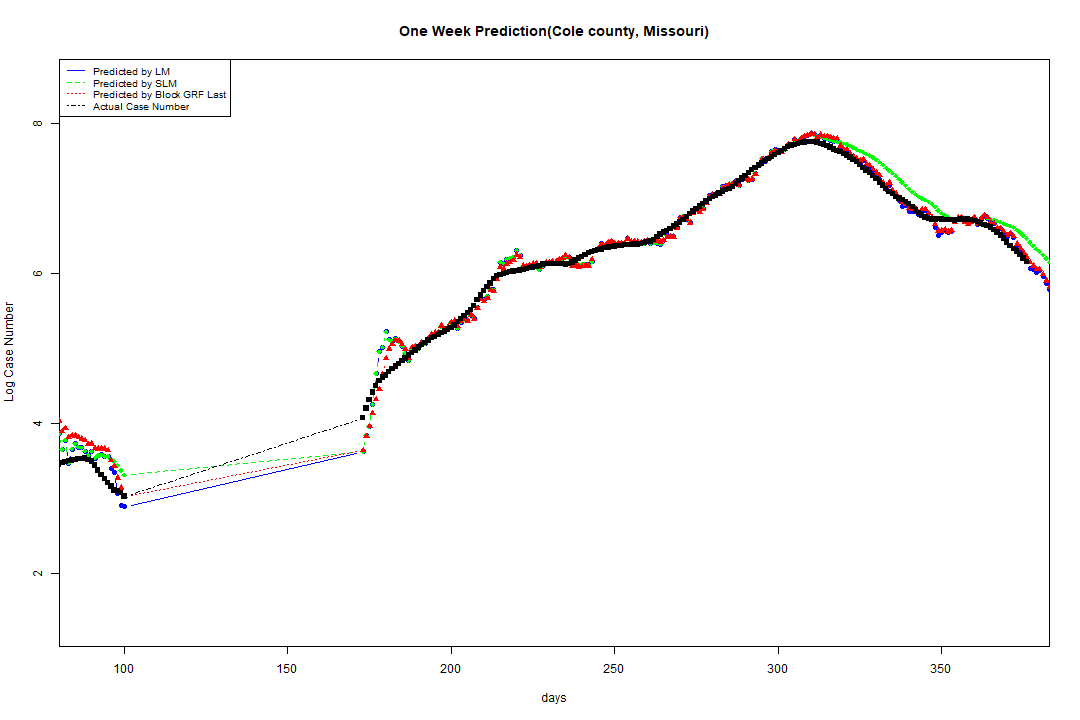 One Week Prediction(Cole county, Missouri)
Predicted by LM
Predicted by SLM
Predicted by Block GRF Last
Actual Case Number
8
6
4
2
Log Case Number
100 150 200 250 300 350
days